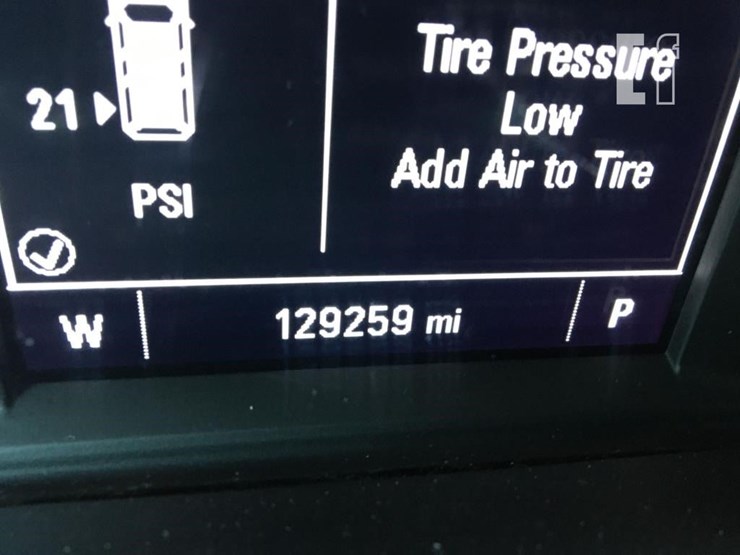 Tire Pressure
Low
Add Air to Tire
21
PSI
W
129259 mi
P